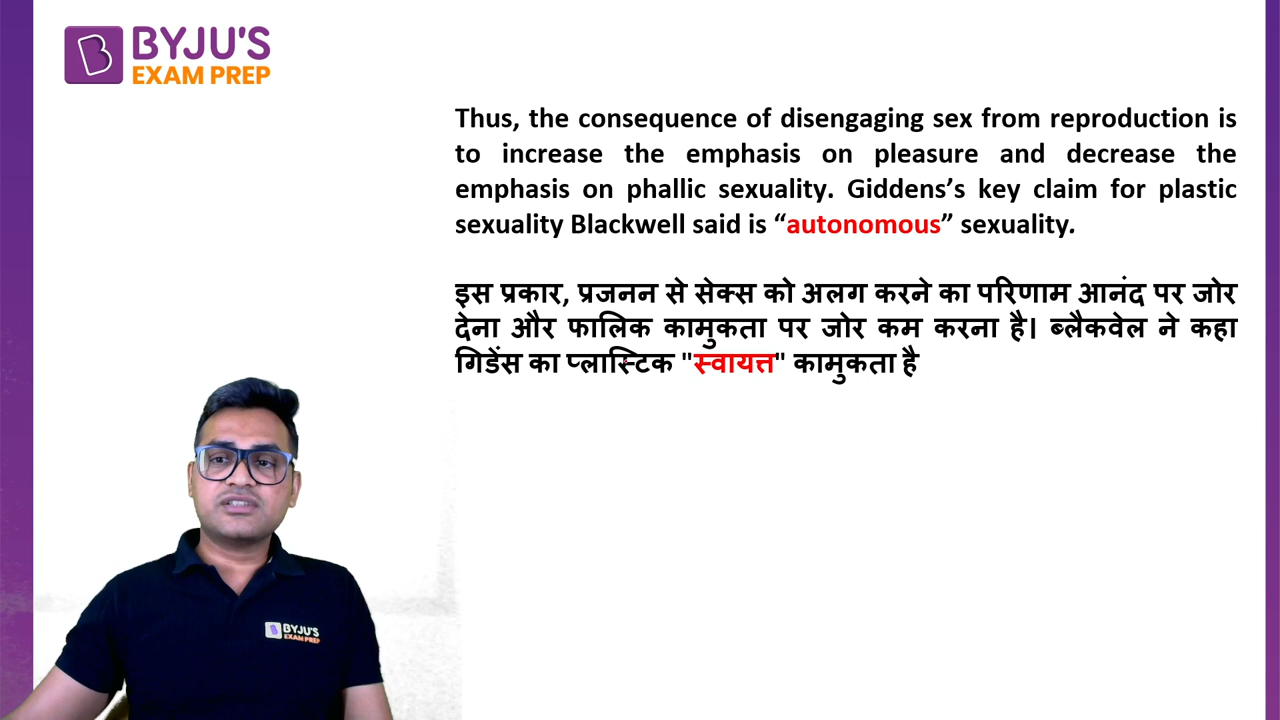 BYJU'S
EXAM PREP
Thus, the consequence of disengaging sex from reproduction is
to increase the emphasis on pleasure and decrease the
emphasis on phallic sexuality. Giddens’s key claim for plastic
sexuality Blackwell said is “autonomous” sexuality.
इस प्रकार, प्रजनन से सेक्स को अलग करने का परिणाम आनंद पर जोर
देना और फालिक कामुकता पर जोर कम करना है। ब्लैकवेल ने कहा
गिडेंस का प्लास्टिक "स्वायत्त" कामुकता है
BYJU'S
EXAM PREP